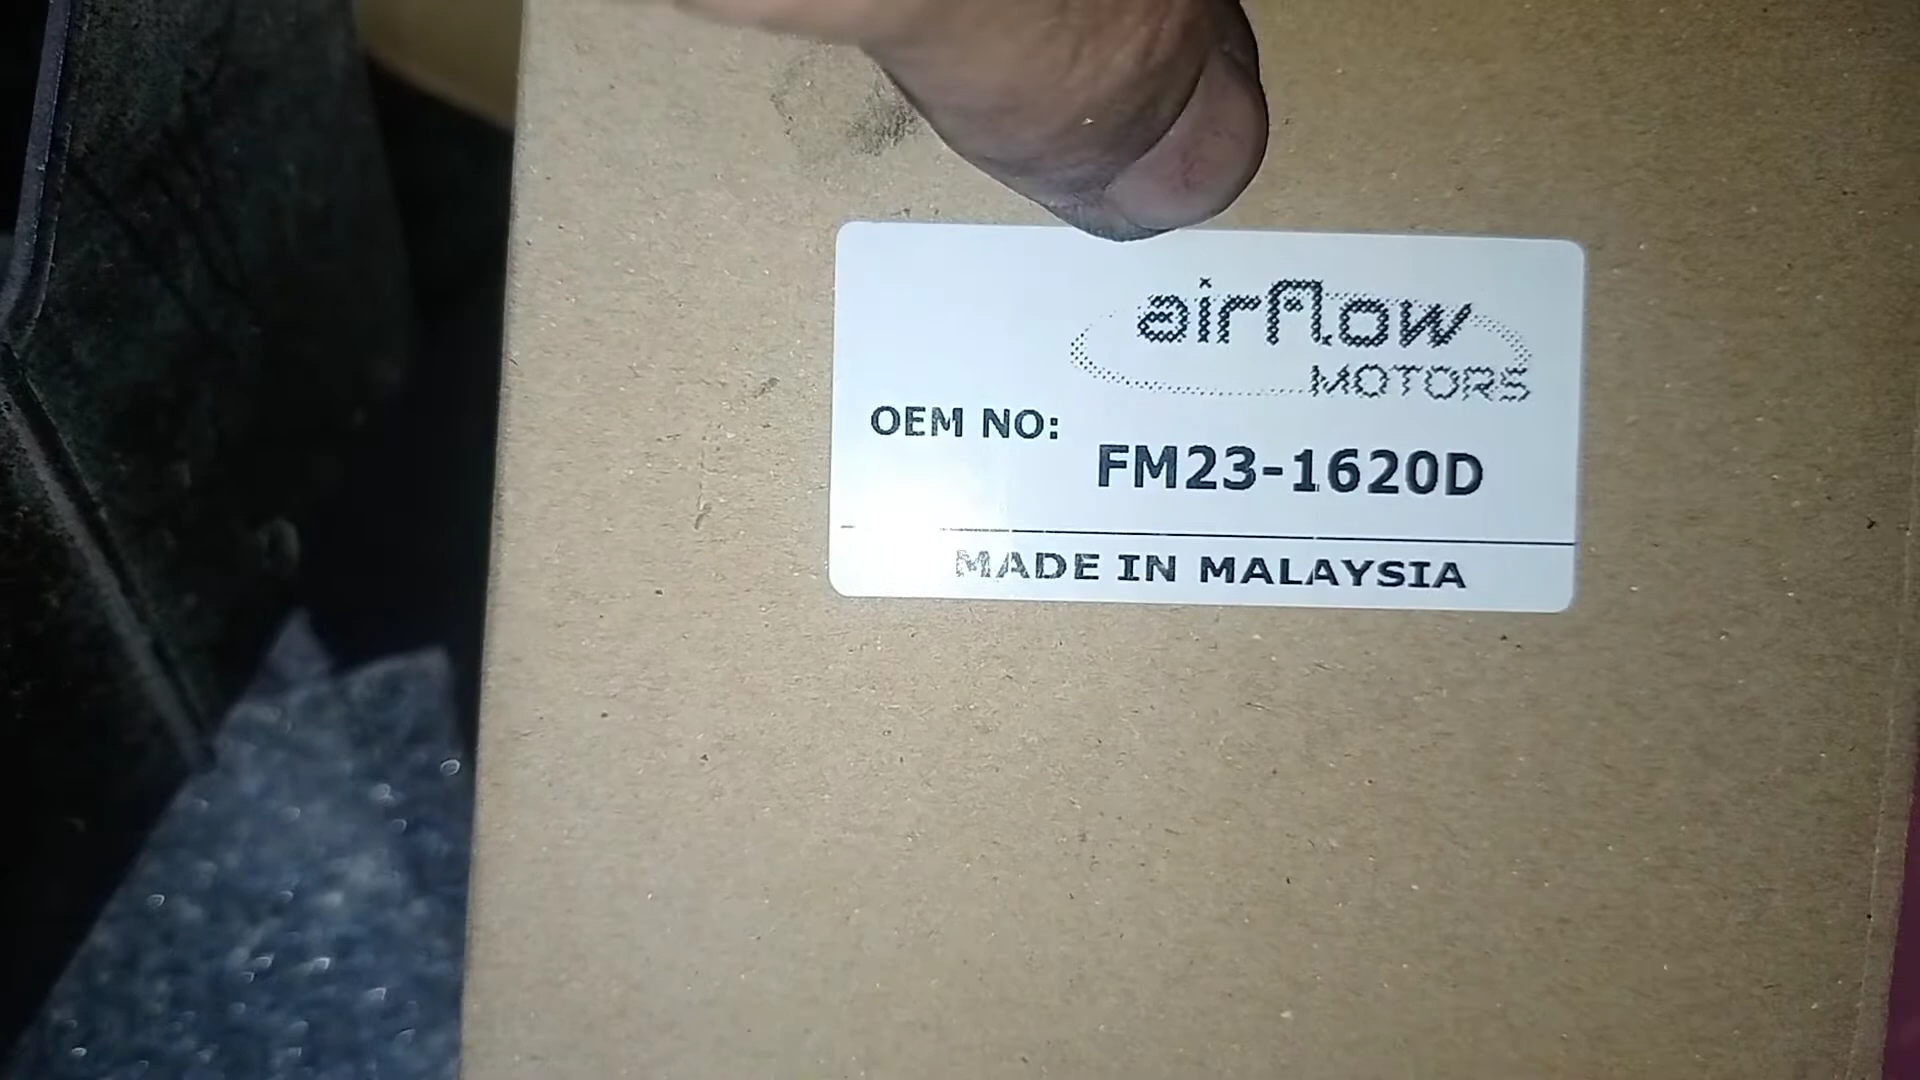 airflow
MOTORS
OEM NO:
FM23-1620D
MADE IN MALAYSIA